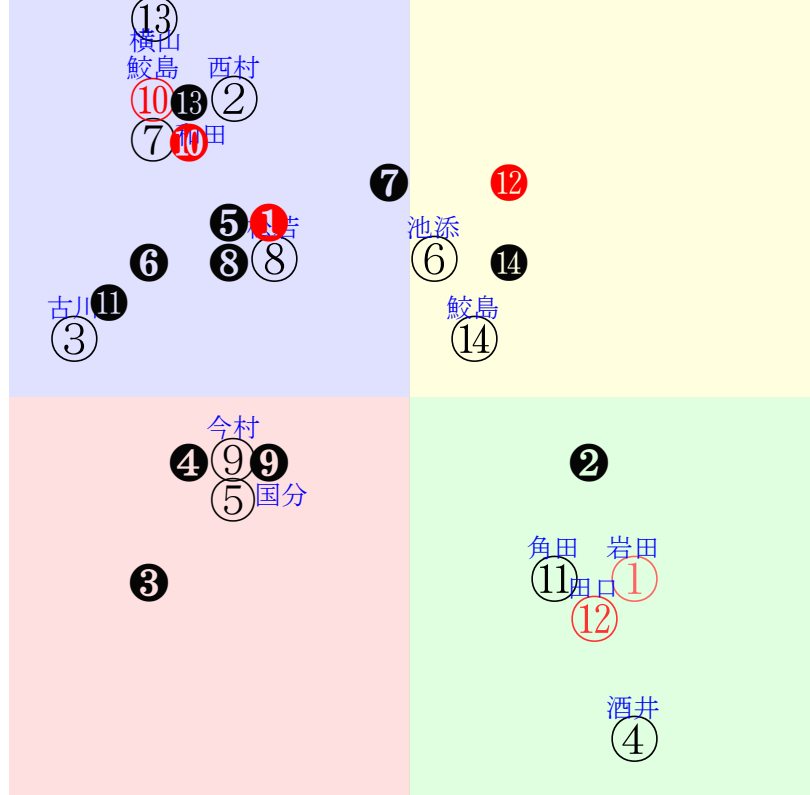 ⑬
横山
鮫島 西村
⑩ ⓭ ②
⑦ ❿ 田
❼ ⓬
❺ ❶ 若 池添
❻ ❽ ⑧ ⑥ ⓮
古川 ⓫ 鮫島
③ ⑭
今村
❹ ⑨ ❾ ❷
⑤ 国分
角田 岩田
❸ ⑪ 田口 ①
⑫
酒井
④